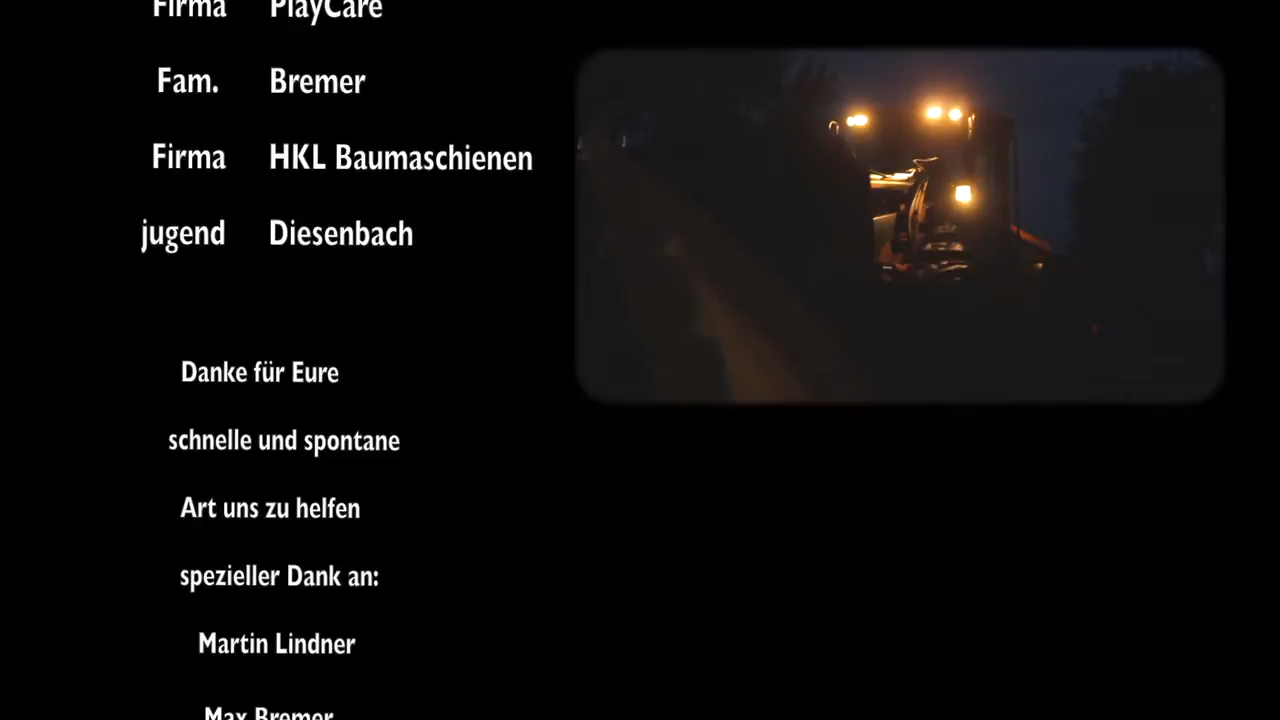 Firma PlayCare
Fam. Bremer
Firma HKL Baumaschienen
jugend Diesenbach
Danke für Eure
schnelle und spontane
Art uns zu helfen
spezieller Dank an:
Martin Lindner
Max Bremer